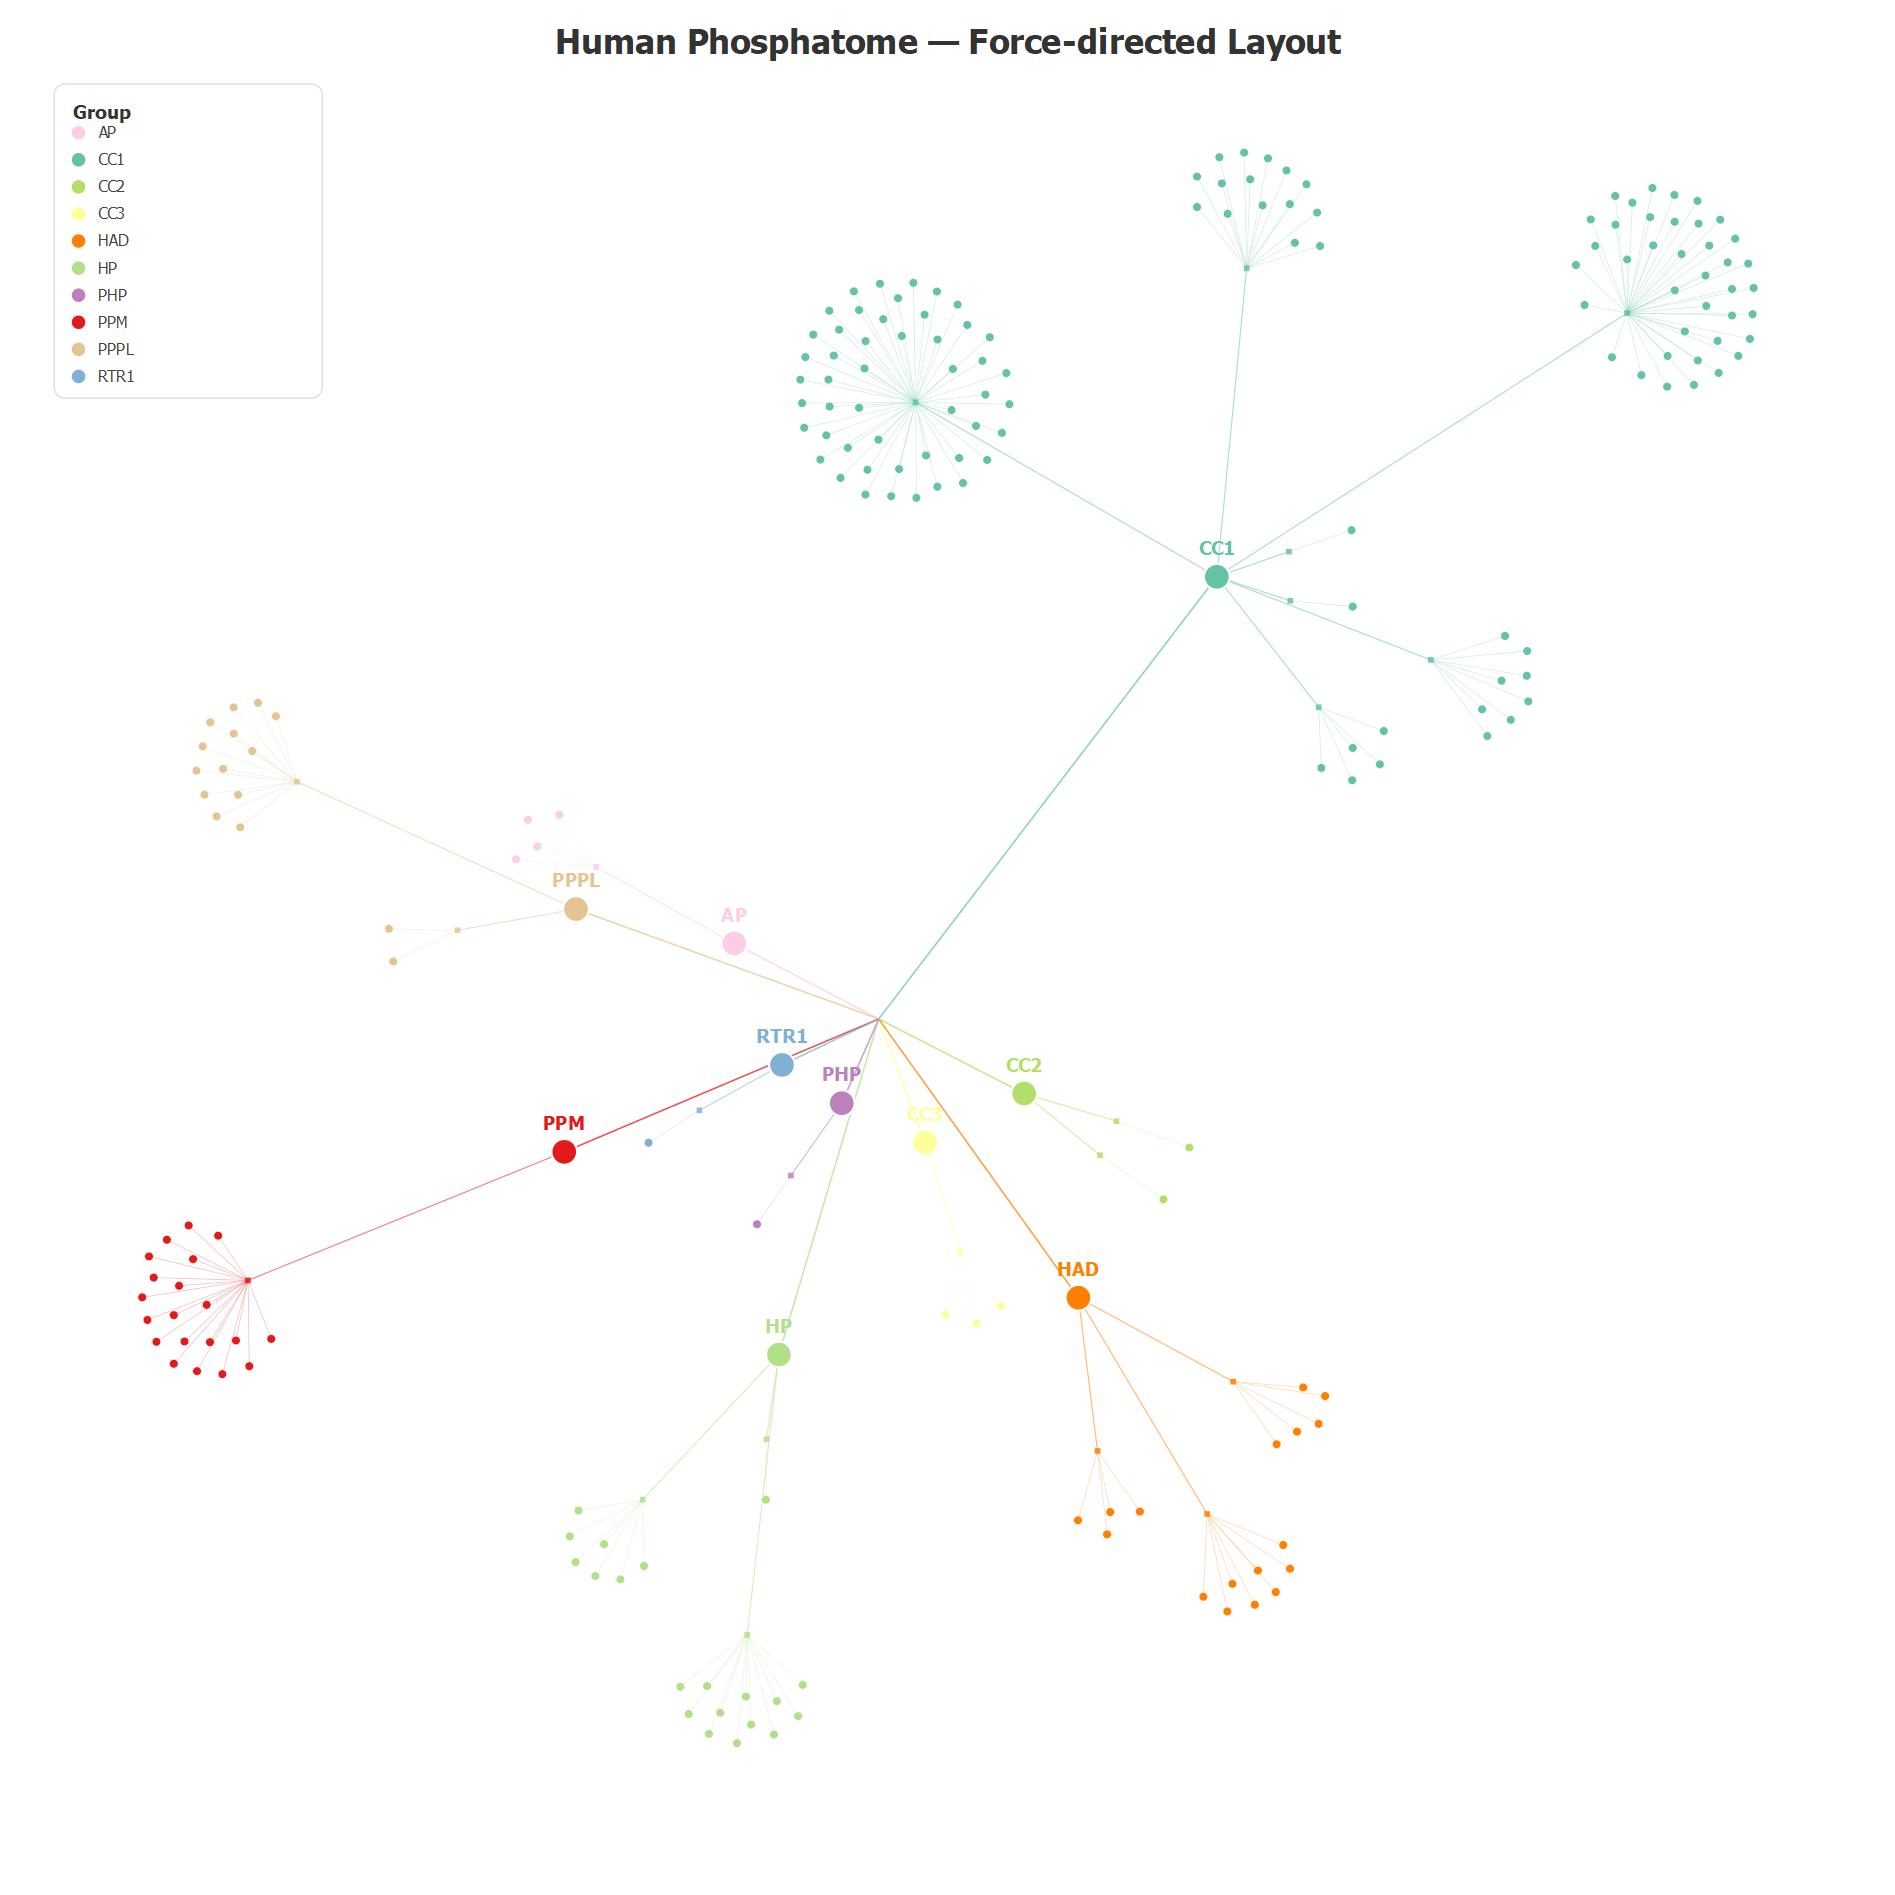 Human Phosphatome — Force-directed Layout
Group
AP
CC1
CC2
CC3
HAD
HP
PHP
PPM
PPPL
RTR1
CC1
PPPL
AP
RTR1
CC2
PHP
CC3
PPM
HAD
HP